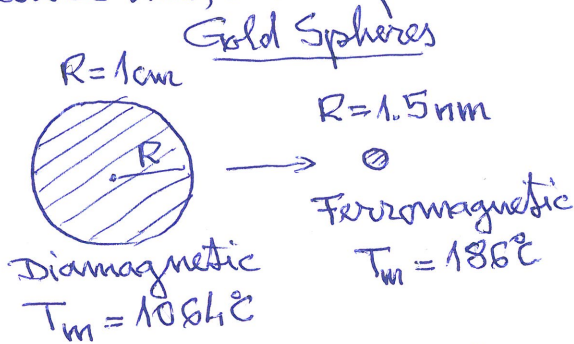 Gold Spheres
R=1cm
R=1.5nm
R
Ferromagnetic
Tm=186°C
Diamagnetic
Tm=1064°C